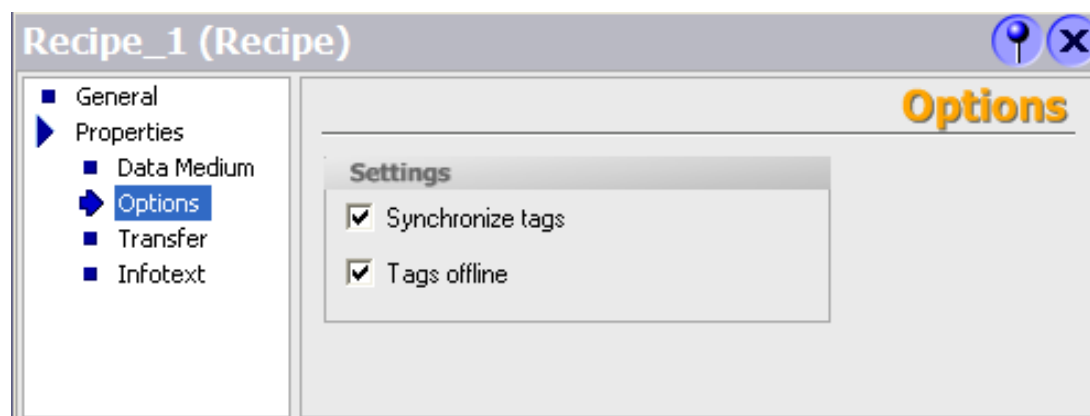 Recipe_1 (Recipe)
General
Properties
Data Medium
Options
Transfer
Infotext
Options
Settings
Synchronize tags
Tags offline